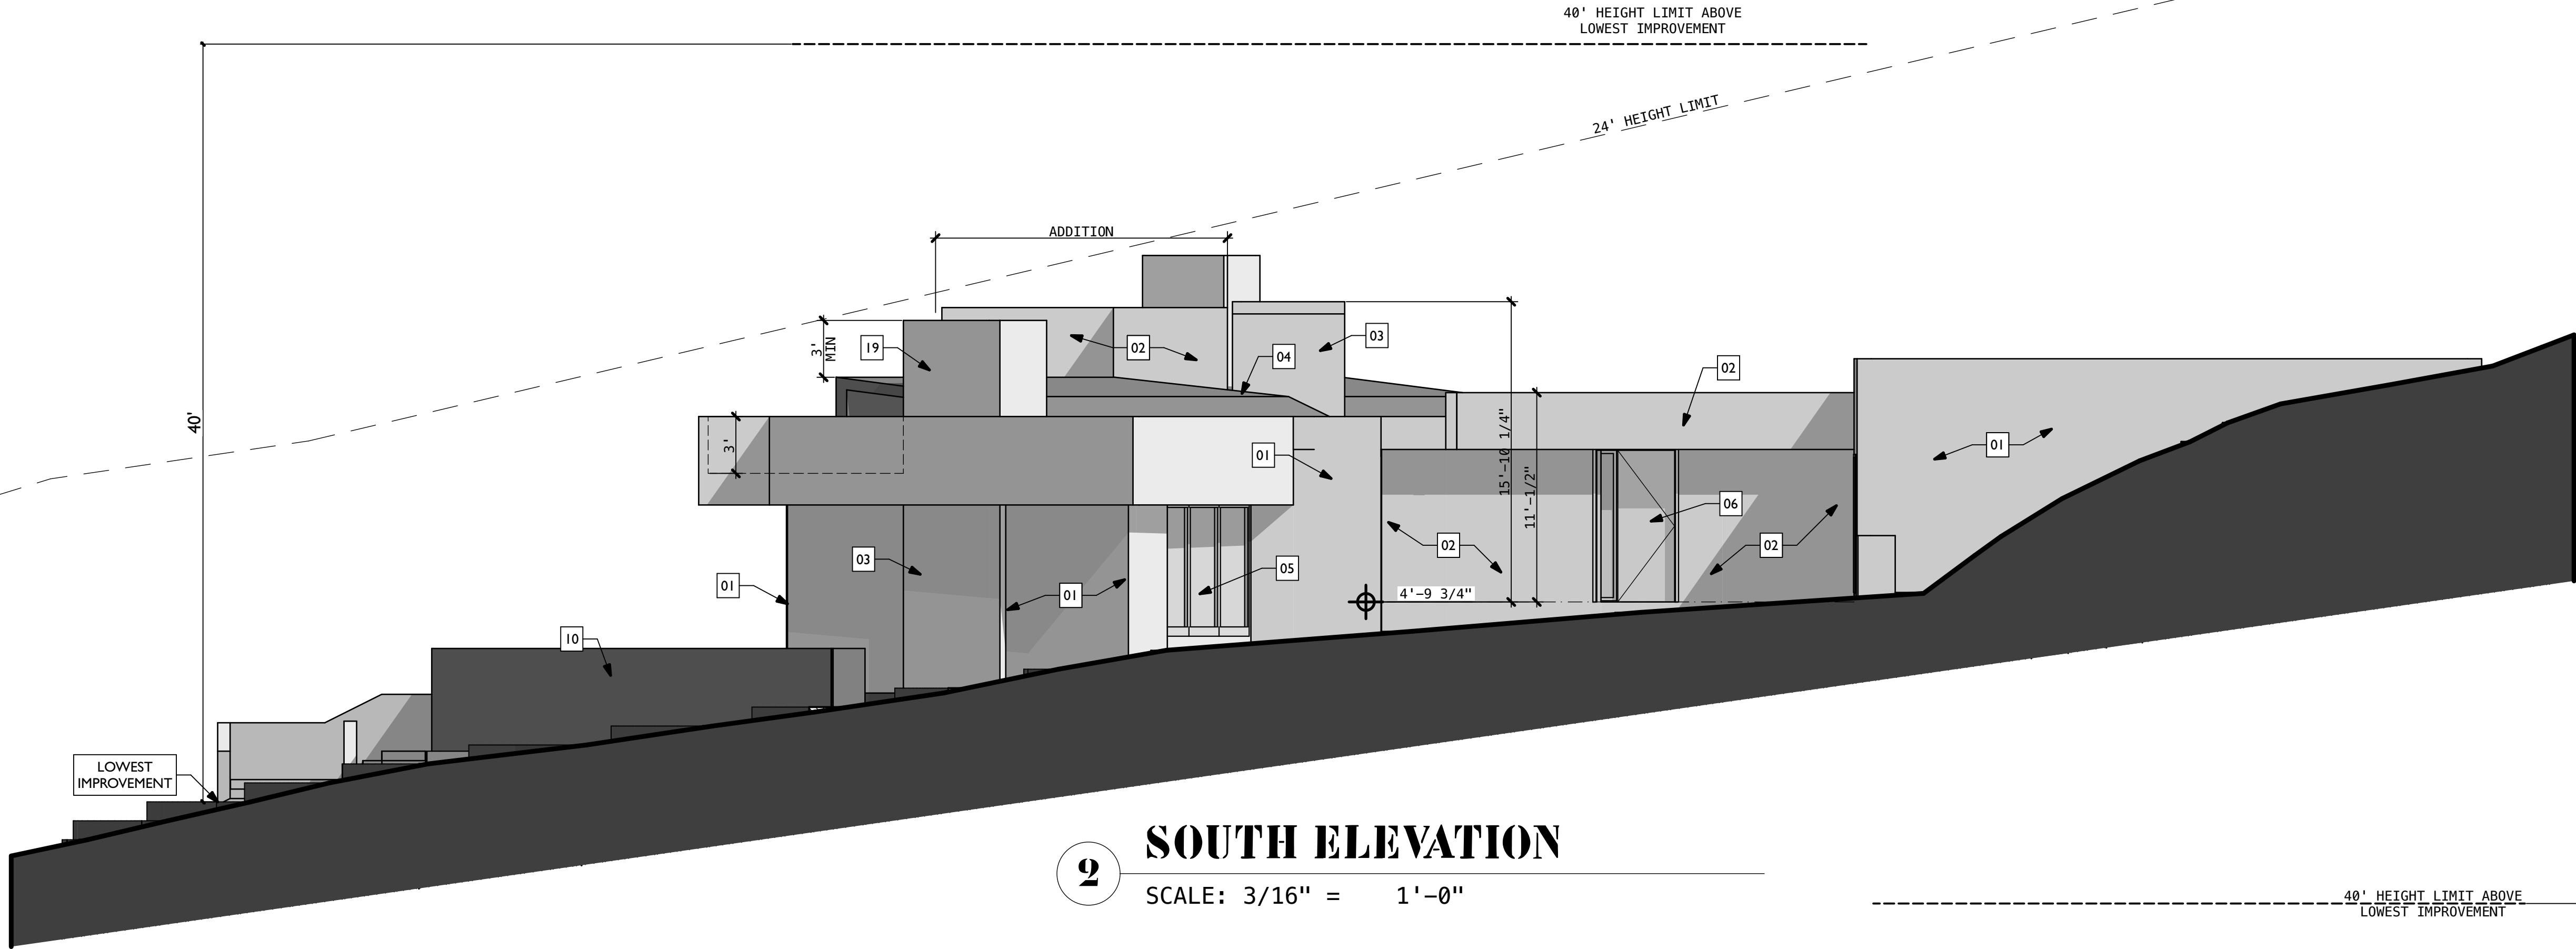 40' HEIGHT LIMIT ABOVE
LOWEST IMPROVEMENT
24' HEIGHT LIMIT
ADDITION
3'
MIN
19
02
03
04
02
40'
3'
01
15'-10 1/4"
11'-1/2"
01
06
03
02
02
05
01
01
4'-9 3/4"
10
LOWEST
IMPROVEMENT
2
SOUTH ELEVATION
SCALE: 3/16" = 1'-0"
40' HEIGHT LIMIT ABOVE
LOWEST IMPROVEMENT